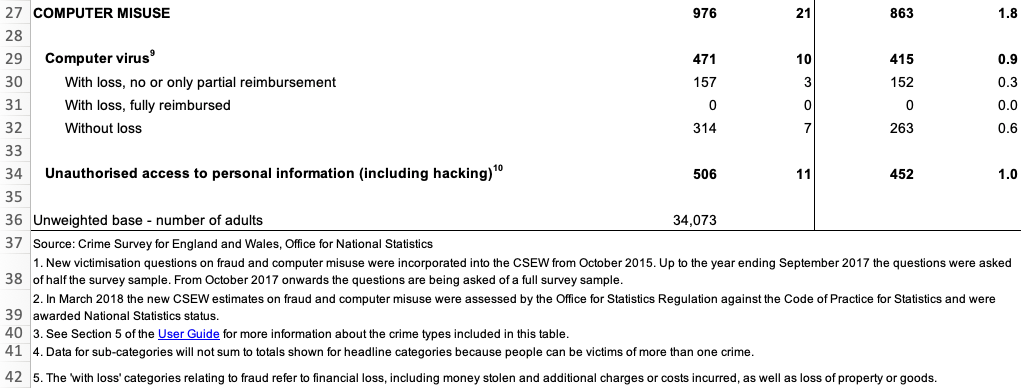 27 COMPUTER MISUSE 976 21 863 1.8
28
29 Computer virus⁹ 471 10 415 0.9
30 With loss, no or only partial reimbursement 157 3 152 0.3
31 With loss, fully reimbursed 0 0 0 0.0
32 Without loss 314 7 263 0.6
33
34 Unauthorised access to personal information (including hacking)¹⁰ 506 11 452 1.0
35
36 Unweighted base - number of adults 34,073
37 Source: Crime Survey for England and Wales, Office for National Statistics
1. New victimisation questions on fraud and computer misuse were incorporated into the CSEW from October 2015. Up to the year ending September 2017 the questions were asked
38 of half the survey sample. From October 2017 onwards the questions are being asked of a full survey sample.
2. In March 2018 the new CSEW estimates on fraud and computer misuse were assessed by the Office for Statistics Regulation against the Code of Practice for Statistics and were
39 awarded National Statistics status.
40 3. See Section 5 of the User Guide for more information about the crime types included in this table.
41 4. Data for sub-categories will not sum to totals shown for headline categories because people can be victims of more than one crime.
42 5. The 'with loss' categories relating to fraud refer to financial loss, including money stolen and additional charges or costs incurred, as well as loss of property or goods.